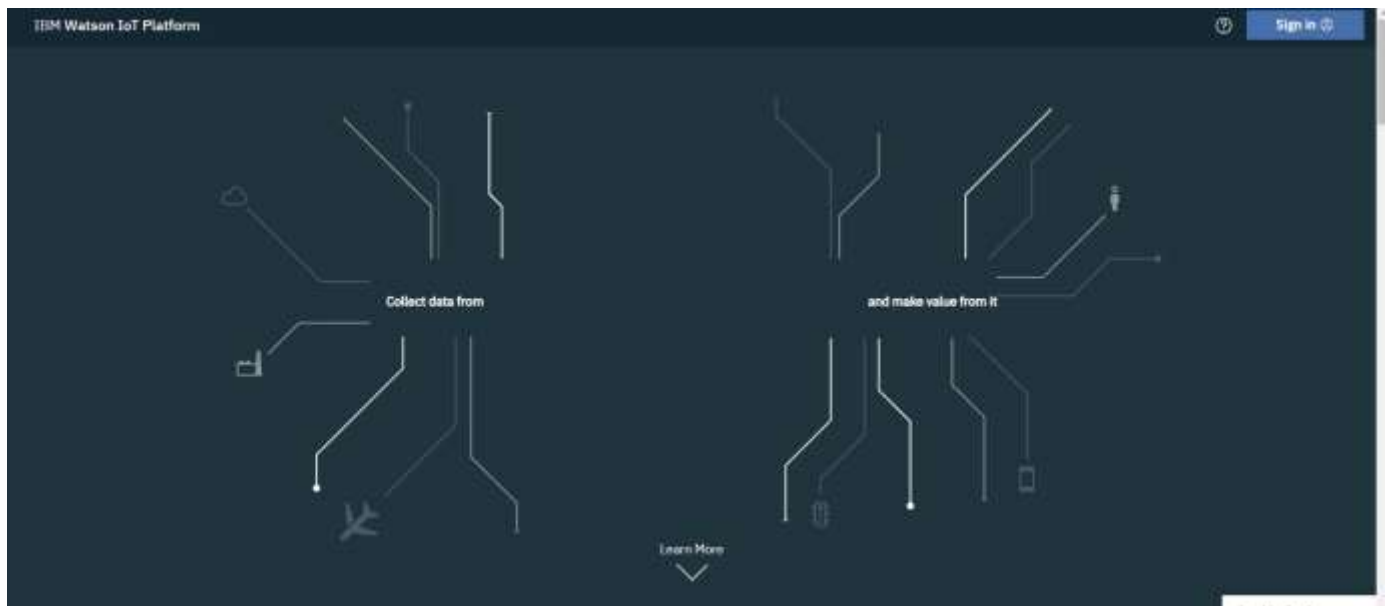 IBM Watson IoT Platform
Sign in
Collect data from
and make value from it
Learn More